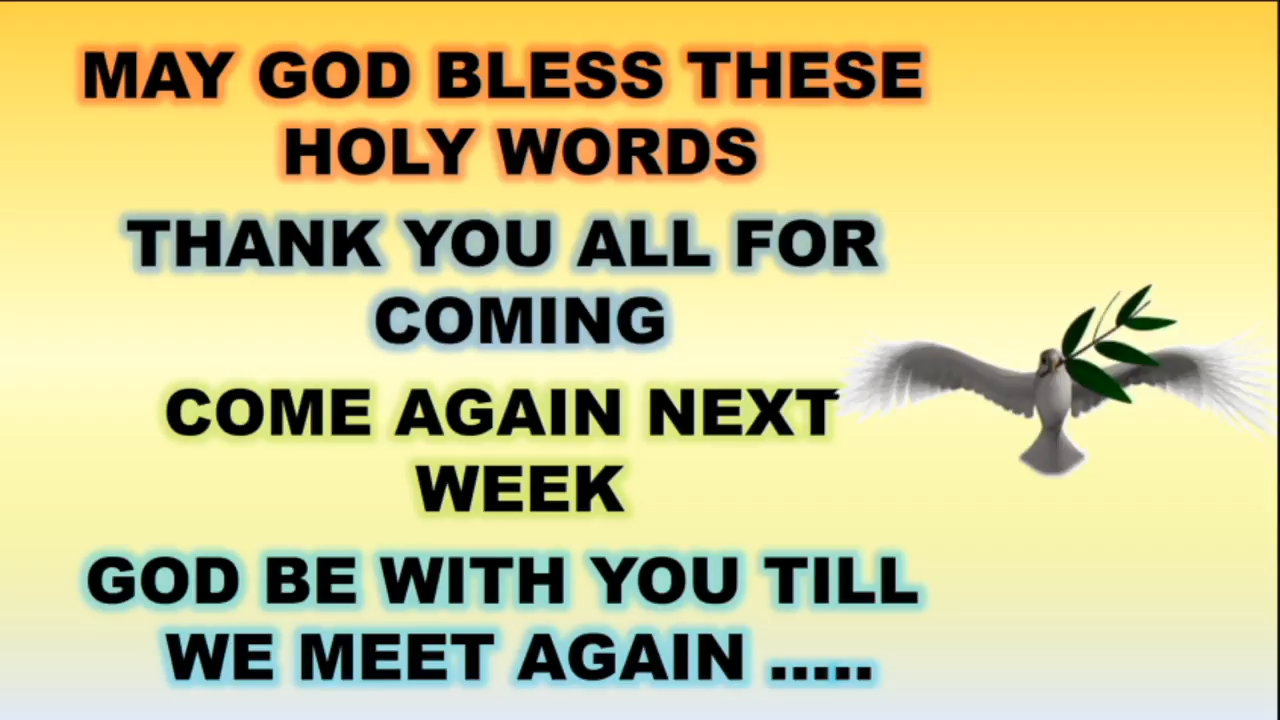 MAY GOD BLESS THESE
HOLY WORDS
THANK YOU ALL FOR
COMING
COME AGAIN NEXT
WEEK
GOD BE WITH YOU TILL
WE MEET AGAIN .....